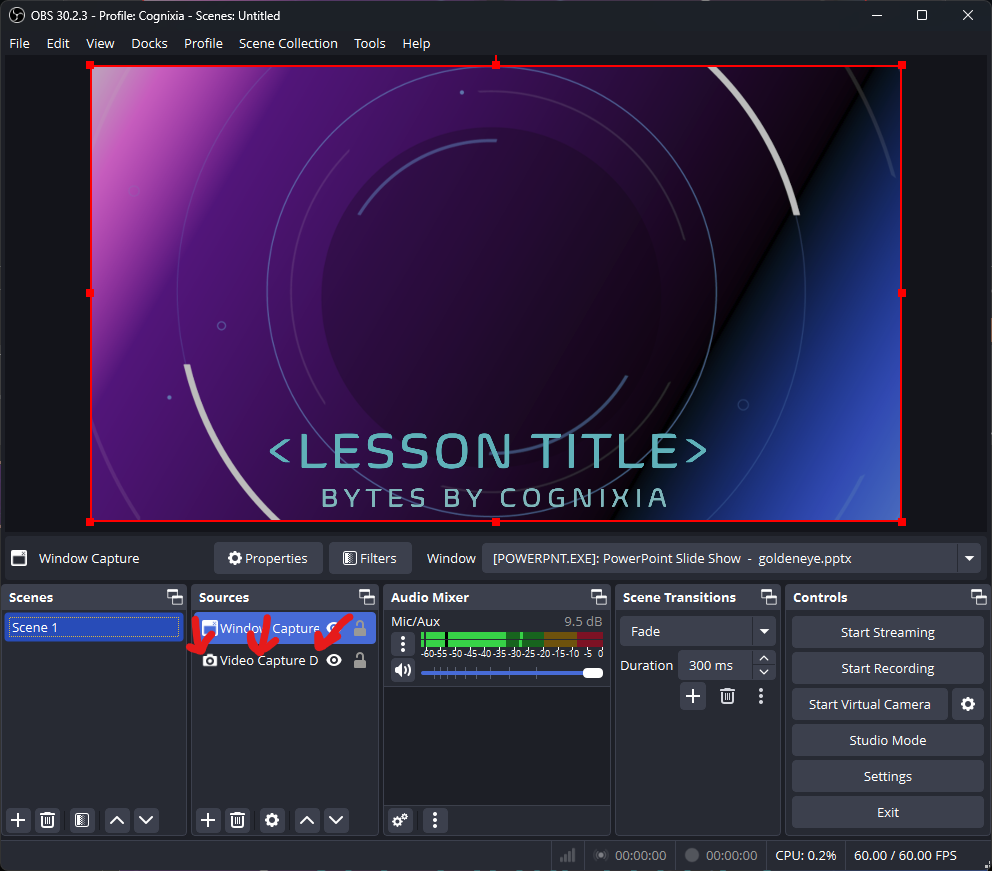 OBS 30.2.3 - Profile: Cognixia - Scenes: Untitled
File Edit View Docks Profile Scene Collection Tools Help
<LESSON TITLE>
BYTES BY COGNIXIA
Window Capture Properties Filters Window [POWERPNT.EXE]: PowerPoint Slide Show - goldeneye.pptx
Scenes
Scene 1
Sources
Window Capture
Video Capture D
Audio Mixer
Mic/Aux 9.5 dB
-60 -55 -50 -45 -40 -35 -30 -25 -20 -15 -10 -5 0
Scene Transitions
Fade
Duration 300 ms
Controls
Start Streaming
Start Recording
Start Virtual Camera
Studio Mode
Settings
Exit
00:00:00 00:00:00 CPU: 0.2% 60.00 / 60.00 FPS